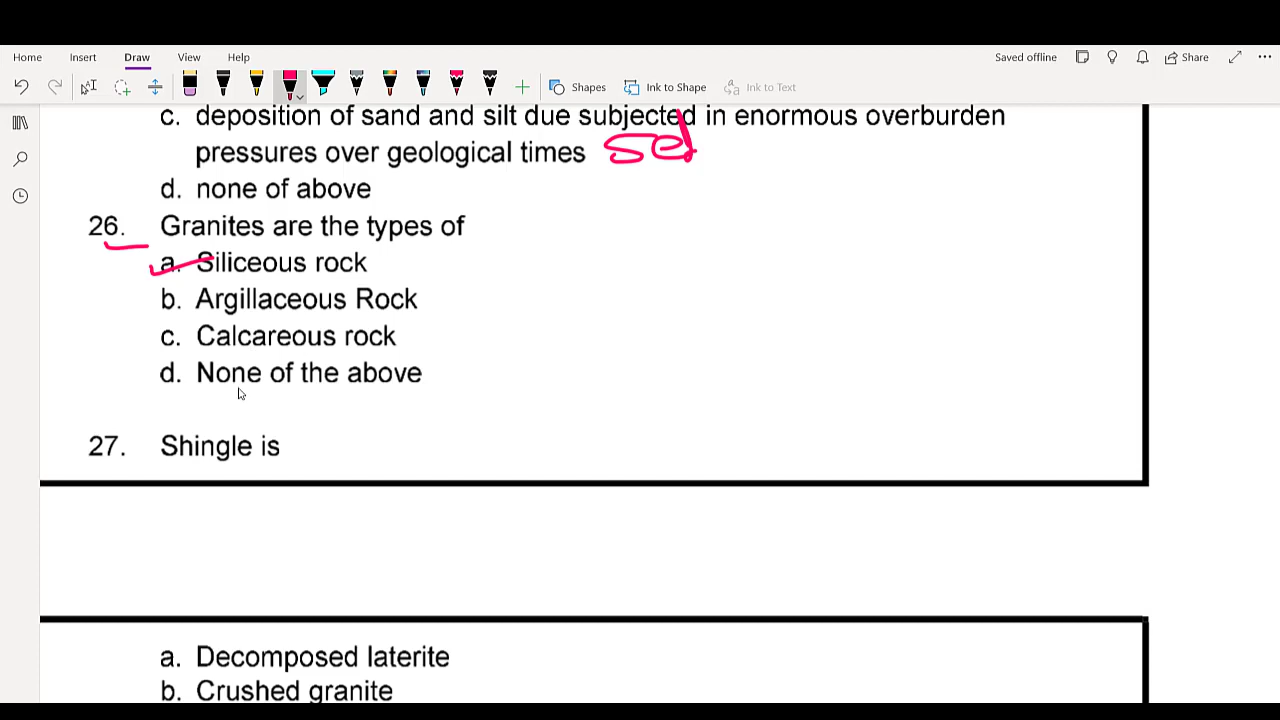 Home Insert Draw View Help Saved offline Share
Shapes Ink to Shape Ink to Text
c. deposition of sand and silt due subjected in enormous overburden
pressures over geological times sed
d. none of above
26. Granites are the types of
a. Siliceous rock
b. Argillaceous Rock
c. Calcareous rock
d. None of the above
27. Shingle is
a. Decomposed laterite
b. Crushed granite